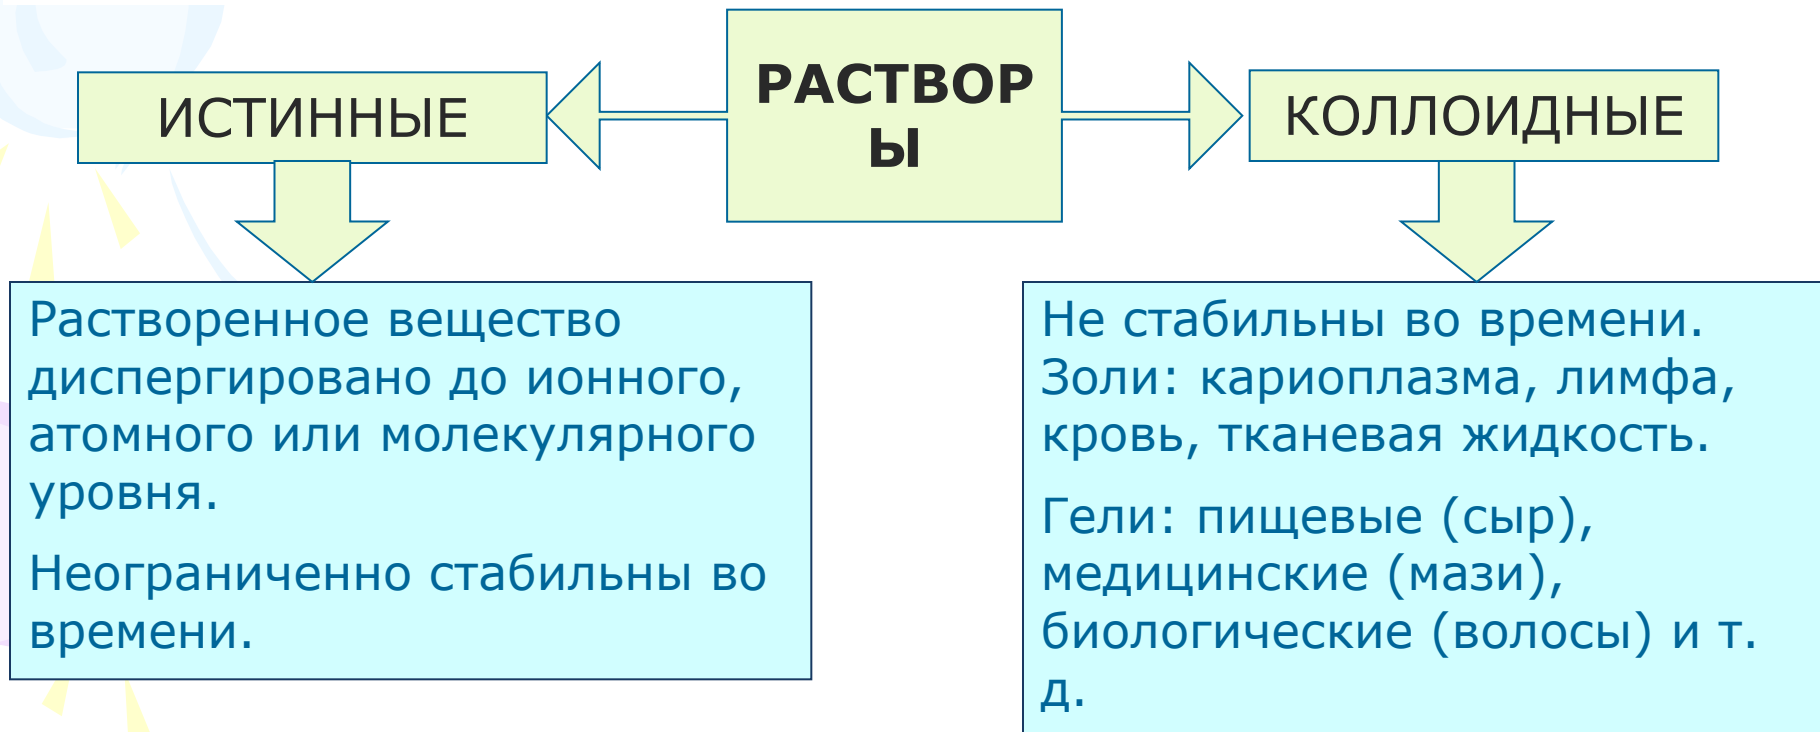 РАСТВОР
Ы
ИСТИННЫЕ
КОЛЛОИДНЫЕ
Растворенное вещество
диспергировано до ионного,
атомного или молекулярного
уровня.
Неограниченно стабильны во
времени.
Не стабильны во времени.
Золи: кариоплазма, лимфа,
кровь, тканевая жидкость.
Гели: пищевые (сыр),
медицинские (мази),
биологические (волосы) и т.
д.